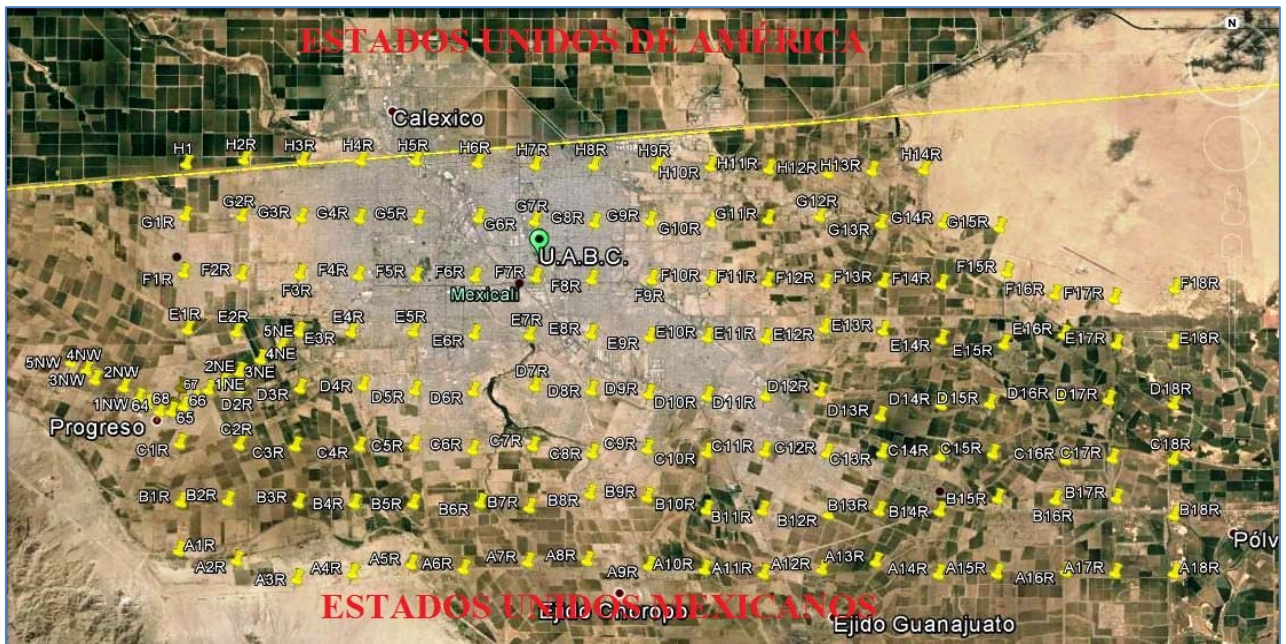 ESTADOS UNIDOS DE AMÉRICA
N
Calexico
H1 H2R H3R H4R H5R H6R H7R H8R H9R H10R H11R H12R H13R H14R
G1R G2R G3R G4R G5R G6R G7R G8R G9R G10R G11R G12R G13R G14R G15R
U.A.B.C.
F1R F2R F3R F4R F5R F6R F7R F8R F9R F10R F11R F12R F13R F14R F15R F16R F17R F18R
Mexicali
E1R E2R 5NE E3R E4R E5R E6R E7R E8R E9R E10R E11R E12R E13R E14R E15R E16R E17R E18R
5NW 4NW 3NW 2NW 1NW 2NE 3NE 4NE 1NE
64 68 67 66 65
D2R D3R D4R D5R D6R D7R D8R D9R D10R D11R D12R D13R D14R D15R D16R D17R D18R
Progreso
C1R C2R C3R C4R C5R C6R C7R C8R C9R C10R C11R C12R C13R C14R C15R C16R C17R C18R
B1R B2R B3R B4R B5R B6R B7R B8R B9R B10R B11R B12R B13R B14R B15R B16R B17R B18R
Pólv
A1R A2R A3R A4R A5R A6R A7R A8R A9R A10R A11R A12R A13R A14R A15R A16R A17R A18R
ESTADOS UNIDOS MEXICANOS
Ejido Choropo
Ejido Guanajuato